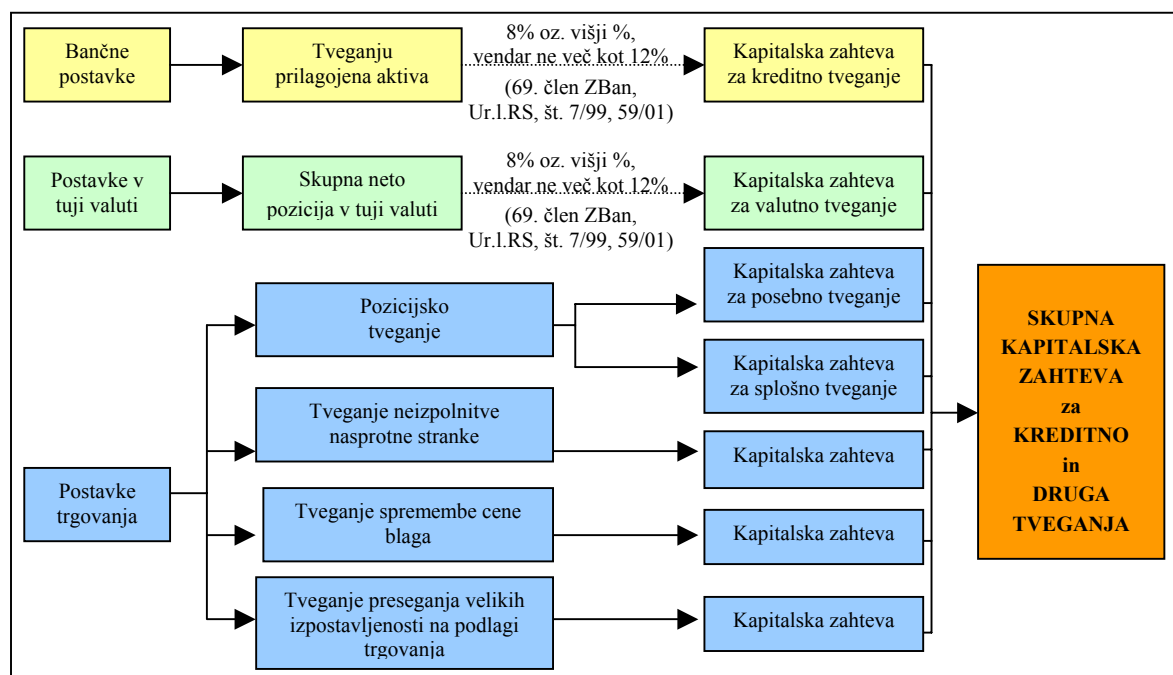 Bančne
postavke
Tveganju
prilagojena aktiva
8% oz. višji %,
vendar ne več kot 12%
(69. člen ZBan,
Ur.l.RS, št. 7/99, 59/01)
Kapitalska zahteva
za kreditno tveganje
Postavke v
tuji valuti
Skupna neto
pozicija v tuji valuti
8% oz. višji %,
vendar ne več kot 12%
(69. člen ZBan,
Ur.l.RS, št. 7/99, 59/01)
Kapitalska zahteva
za valutno tveganje
Postavke
trgovanja
Pozicijsko
tveganje
Kapitalska zahteva
za posebno tveganje
Kapitalska zahteva
za splošno tveganje
Tveganje neizpolnitve
nasprotne stranke
Kapitalska zahteva
Tveganje spremembe cene
blaga
Kapitalska zahteva
Tveganje preseganja velikih
izpostavljenosti na podlagi
trgovanja
Kapitalska zahteva
SKUPNA
KAPITALSKA
ZAHTEVA
za
KREDITNO
in
DRUGA
TVEGANJA